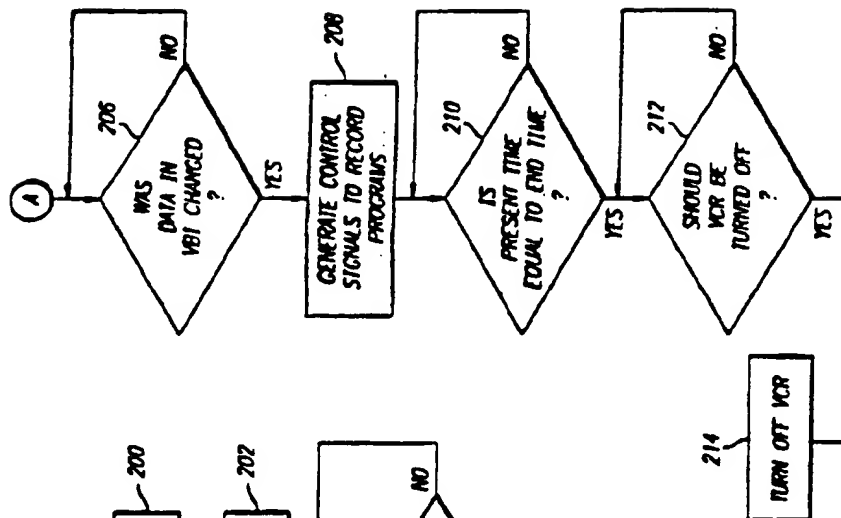 A
206
WAS
DATA IN
VBI CHANGED
?
NO
YES
208
GENERATE CONTROL
SIGNALS TO RECORD
PROGRAMS
210
IS
PRESENT TIME
EQUAL TO END TIME
?
NO
YES
212
SHOULD
VCR BE
TURNED OFF
?
NO
YES
200
202
NO
214
TURN OFF VCR